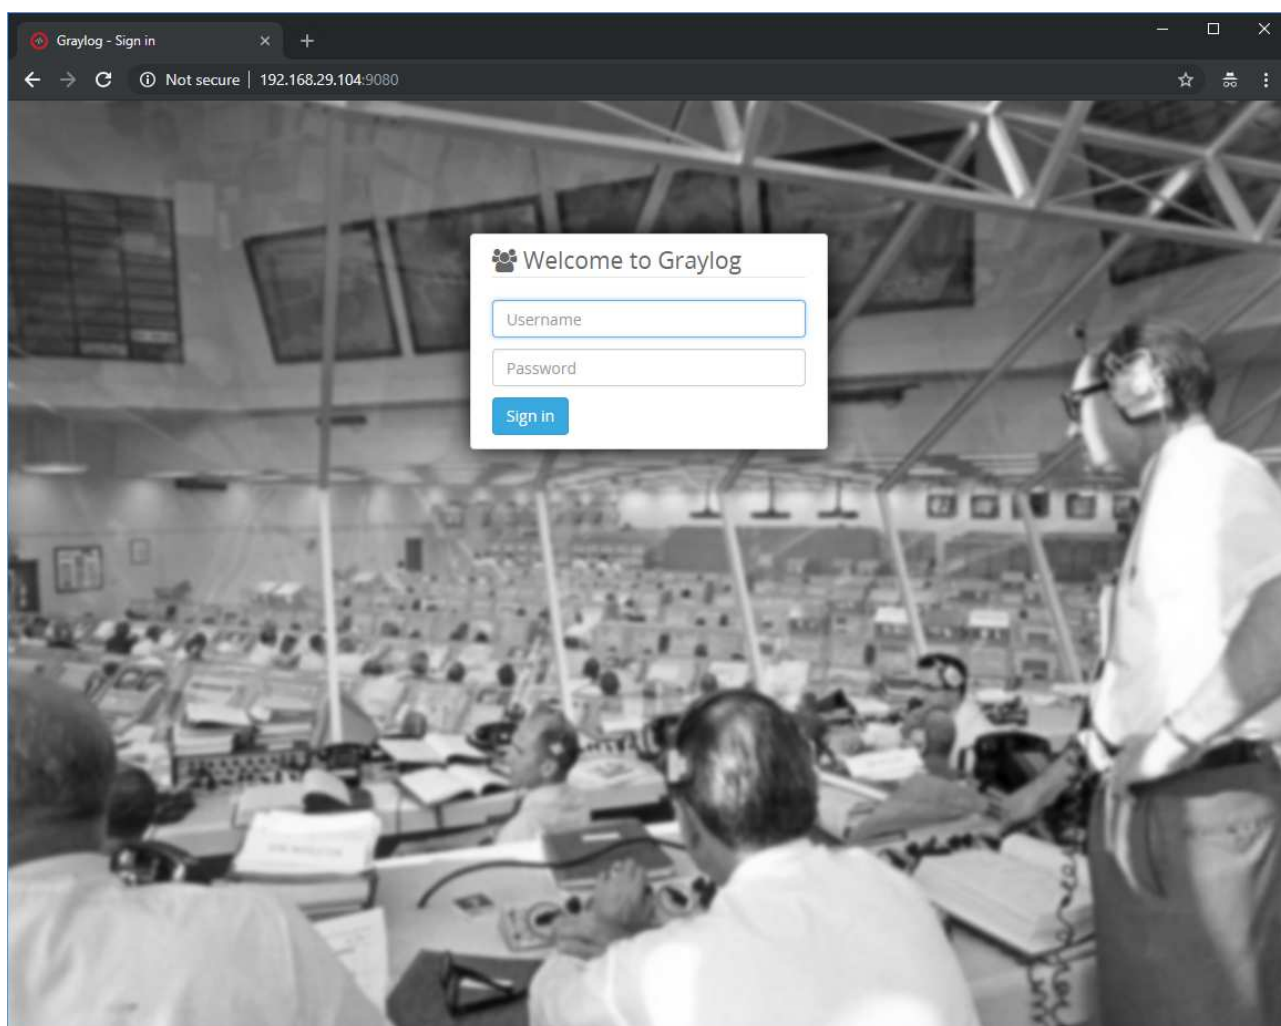 Graylog - Sign in
Not secure | 192.168.29.104:9080
Welcome to Graylog
Username
Password
Sign in